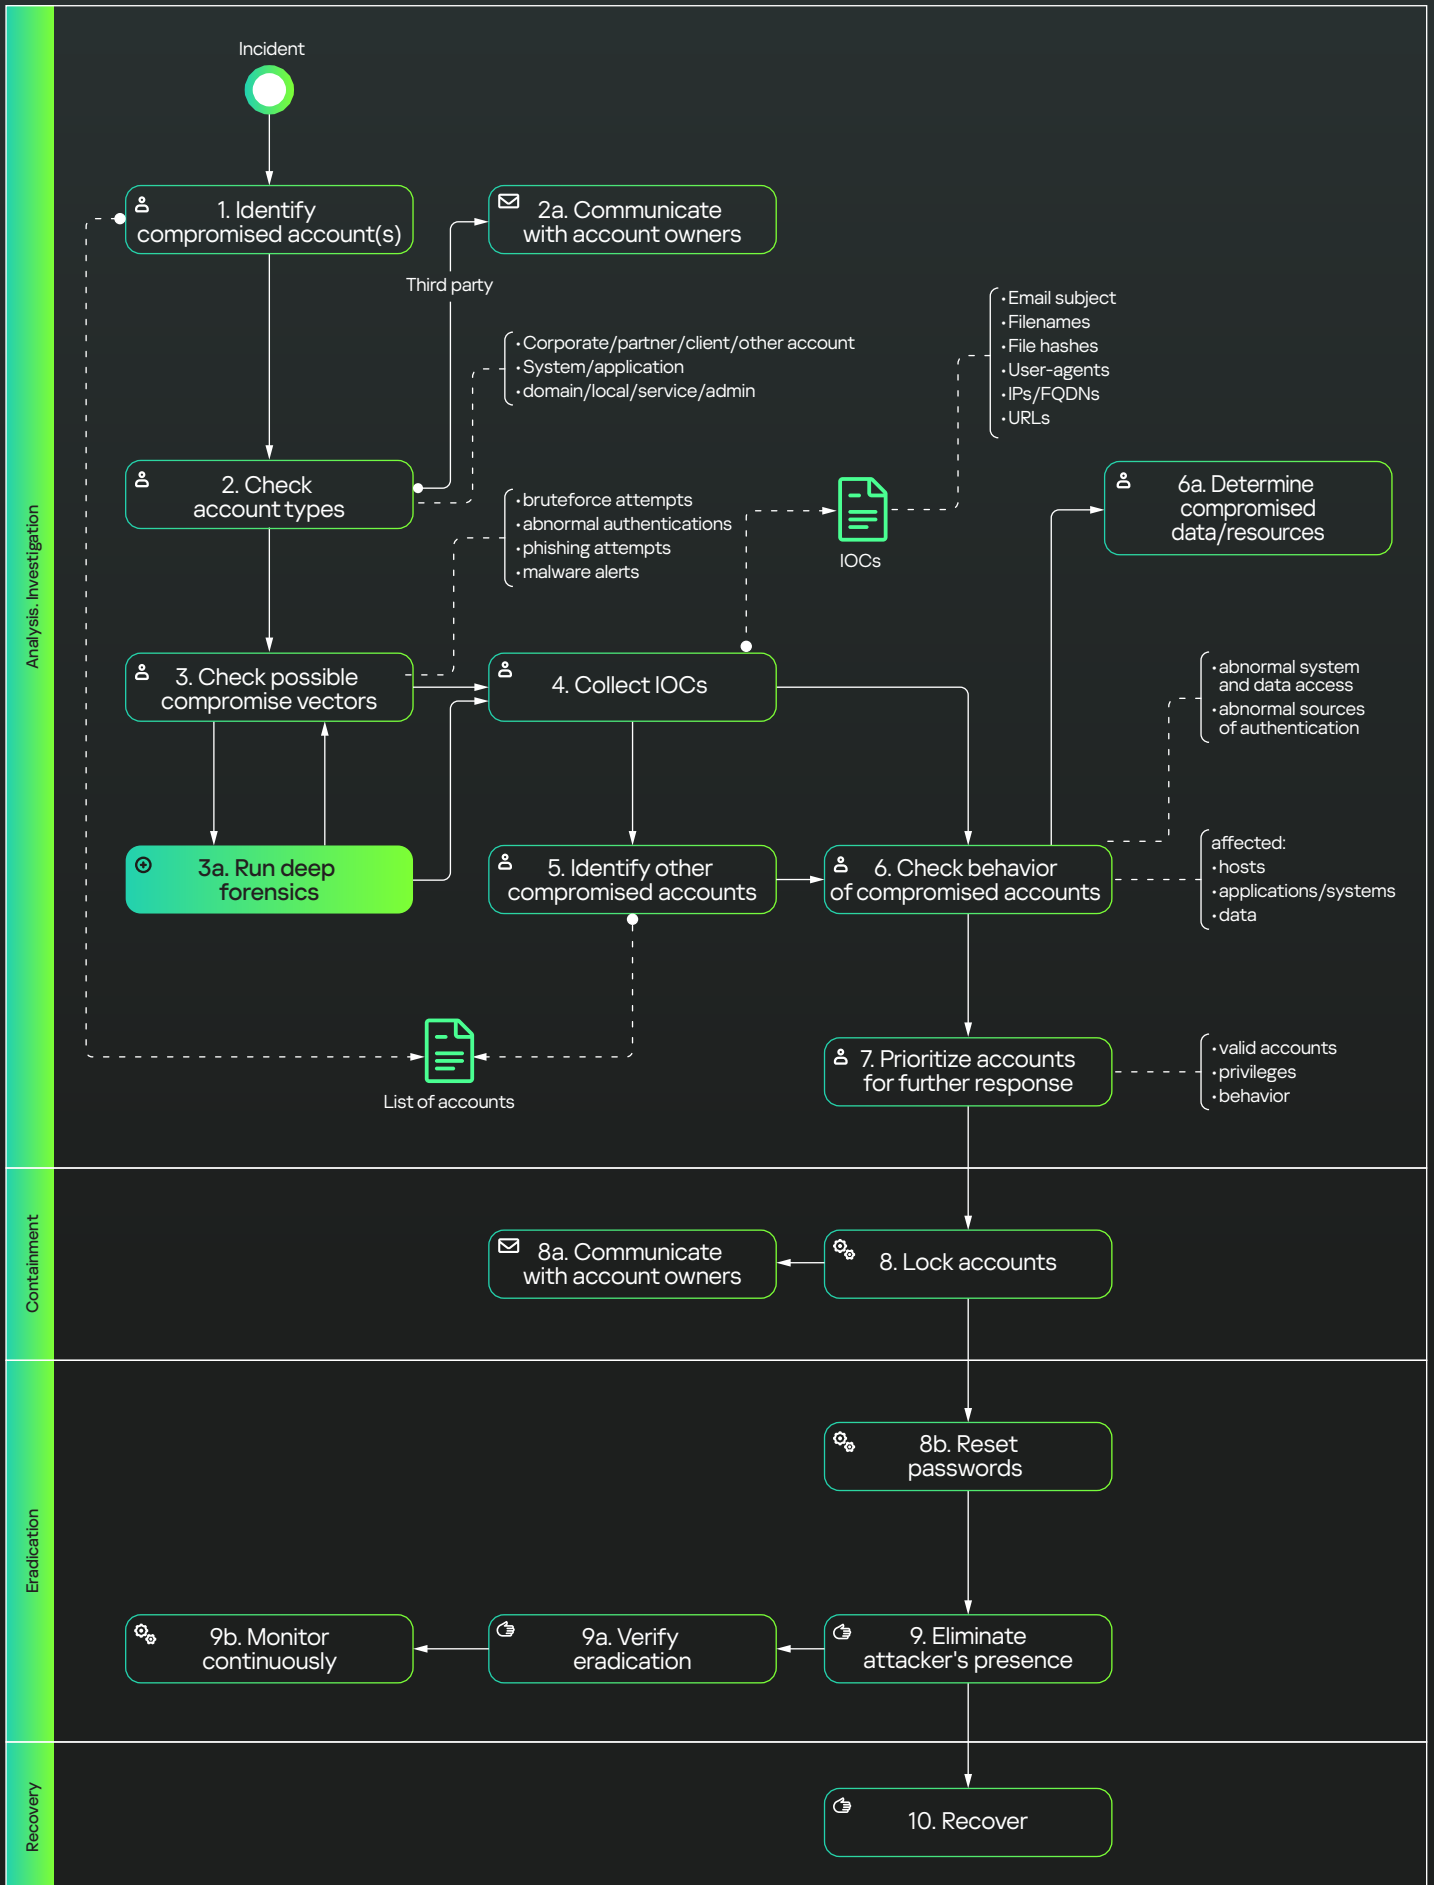 Incident
1. Identify
compromised account(s)
2a. Communicate
with account owners
Third party
·Corporate/partner/client/other account
·System/application
·domain/local/service/admin
·Email subject
·Filenames
·File hashes
·User-agents
·IPs/FQDNs
·URLs
2. Check
account types
·bruteforce attempts
·abnormal authentications
·phishing attempts
·malware alerts
IOCs
6a. Determine
compromised
data/resources
Analysis. Investigation
3. Check possible
compromise vectors
4. Collect IOCs
·abnormal system
and data access
·abnormal sources
of authentication
3a. Run deep
forensics
5. Identify other
compromised accounts
6. Check behavior
of compromised accounts
affected:
·hosts
·applications/systems
·data
List of accounts
7. Prioritize accounts
for further response
·valid accounts
·privileges
·behavior
Containment
8a. Communicate
with account owners
8. Lock accounts
Eradication
8b. Reset
passwords
9b. Monitor
continuously
9a. Verify
eradication
9. Eliminate
attacker's presence
Recovery
10. Recover